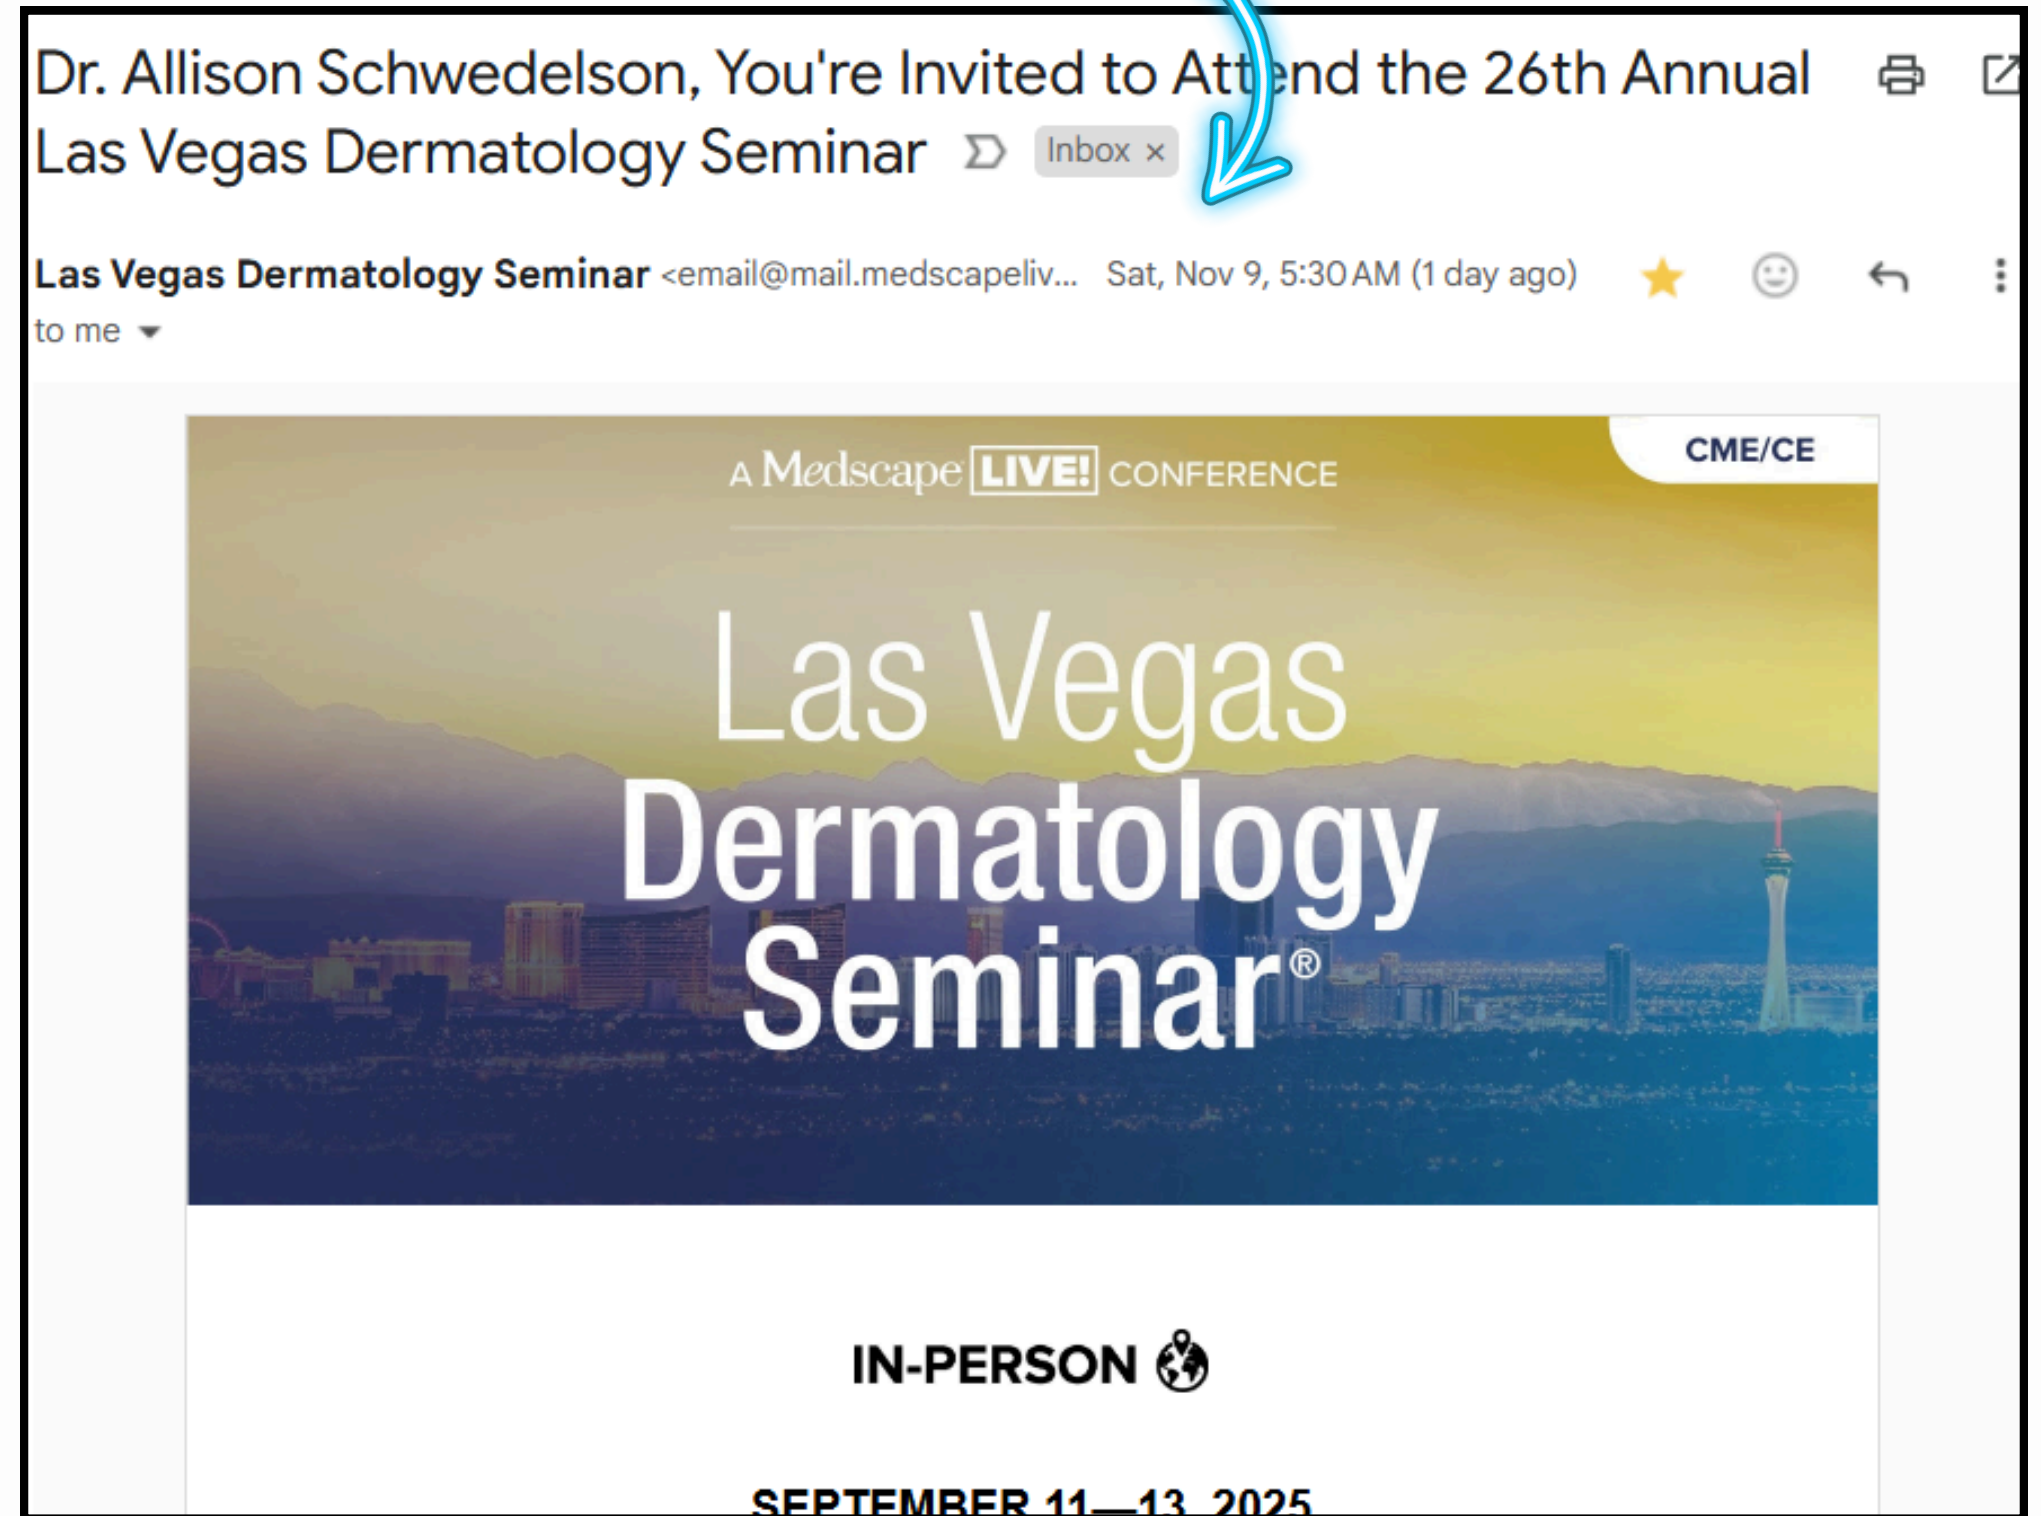 Dr. Allison Schwedelson, You're Invited to Attend the 26th Annual
Las Vegas Dermatology Seminar Inbox ×
Las Vegas Dermatology Seminar <email@mail.medscapeliv... Sat, Nov 9, 5:30 AM (1 day ago)
to me
CME/CE
A Medscape LIVE! CONFERENCE
Las Vegas
Dermatology
Seminar®
IN-PERSON
SEPTEMBER 11—13, 2025